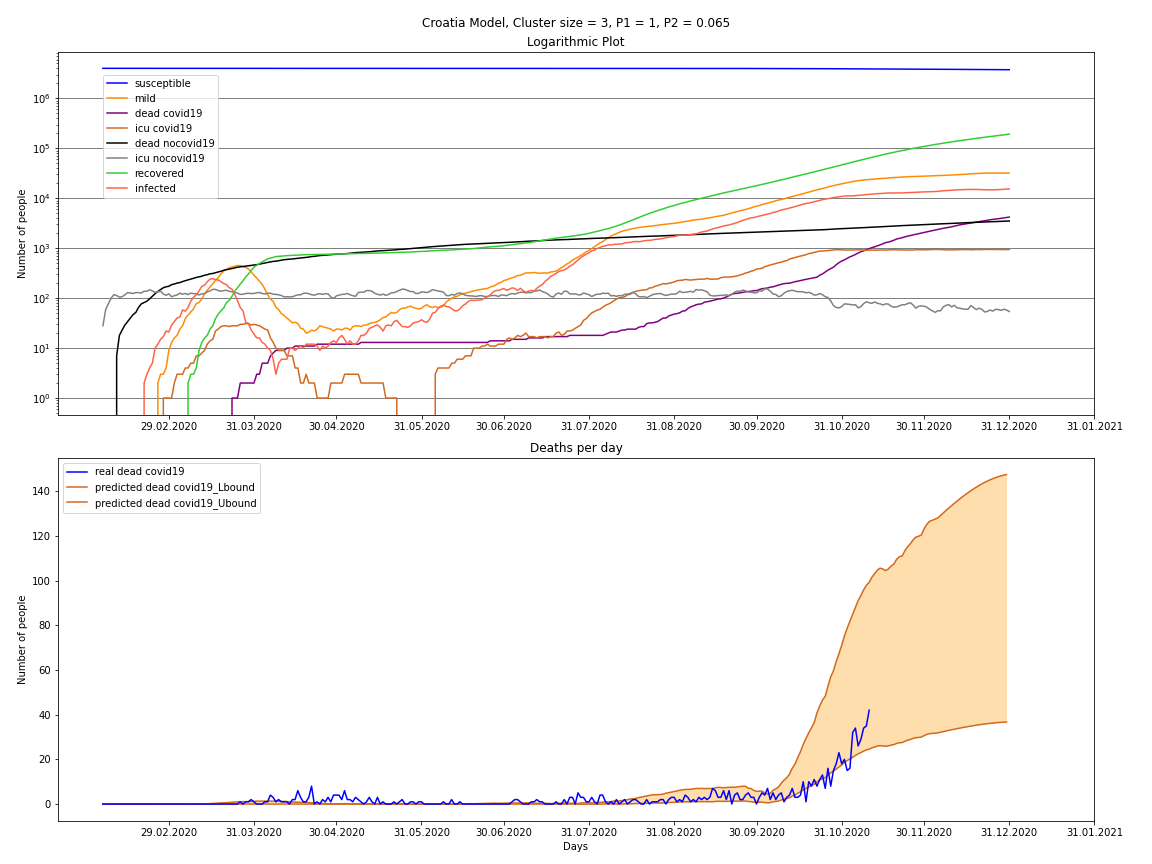 Croatia Model, Cluster size = 3, P1 = 1, P2 = 0.065
Logarithmic Plot
susceptible
mild
dead covid19
icu covid19
dead nocovid19
icu nocovid19
recovered
infected
Number of people
10⁶
10⁵
10⁴
10³
10²
10¹
10⁰
29.02.2020 31.03.2020 30.04.2020 31.05.2020 30.06.2020 31.07.2020 31.08.2020 30.09.2020 31.10.2020 30.11.2020 31.12.2020 31.01.2021
Deaths per day
real dead covid19
predicted dead covid19_Lbound
predicted dead covid19_Ubound
Number of people
140
120
100
80
60
40
20
0
29.02.2020 31.03.2020 30.04.2020 31.05.2020 30.06.2020 31.07.2020 31.08.2020 30.09.2020 31.10.2020 30.11.2020 31.12.2020 31.01.2021
Days